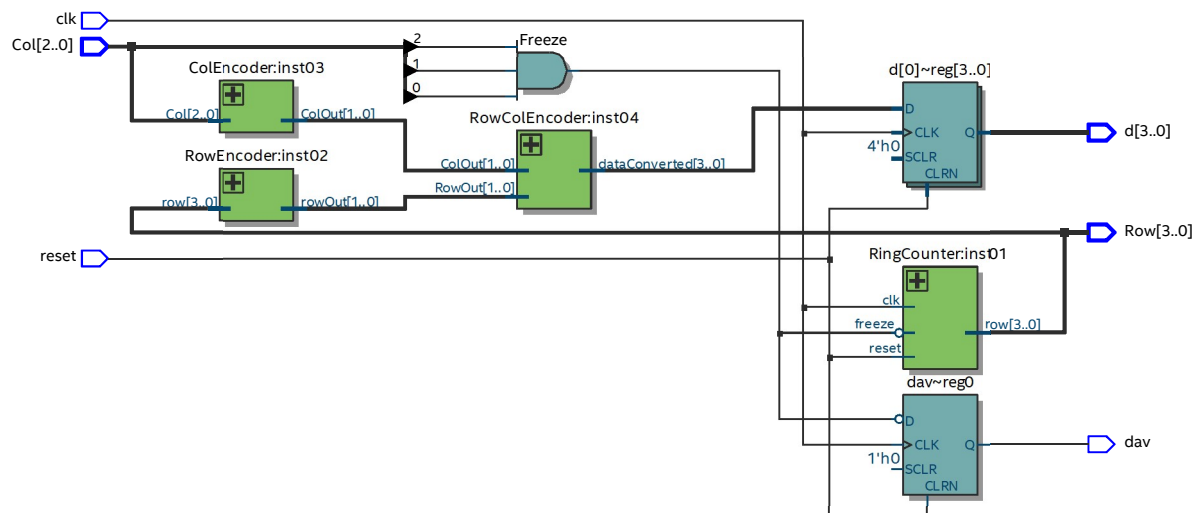 clk
Col[2..0]
2
Freeze
1
0
ColEncoder:inst03
Col[2..0]
ColOut[1..0]
RowEncoder:inst02
row[3..0]
rowOut[1..0]
RowColEncoder:inst04
ColOut[1..0]
RowOut[1..0]
dataConverted[3..0]
d[0]~reg[3..0]
D
CLK
Q
4'h0
SCLR
CLRN
d[3..0]
Row[3..0]
reset
RingCounter:inst01
clk
freeze
reset
row[3..0]
dav~reg0
D
CLK
Q
1'h0
SCLR
CLRN
dav